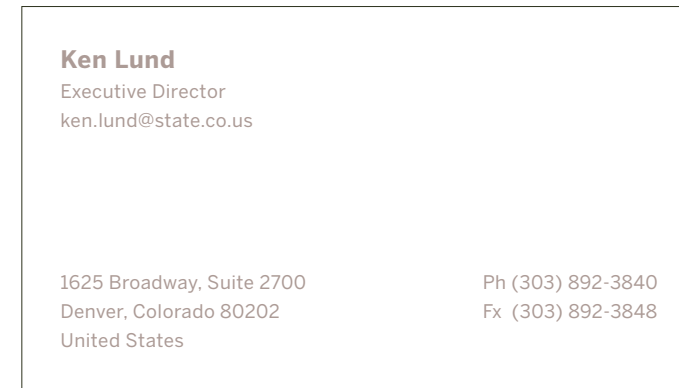 Ken Lund
Executive Director
ken.lund@state.co.us
1625 Broadway, Suite 2700
Denver, Colorado 80202
United States
Ph (303) 892-3840
Fx (303) 892-3848